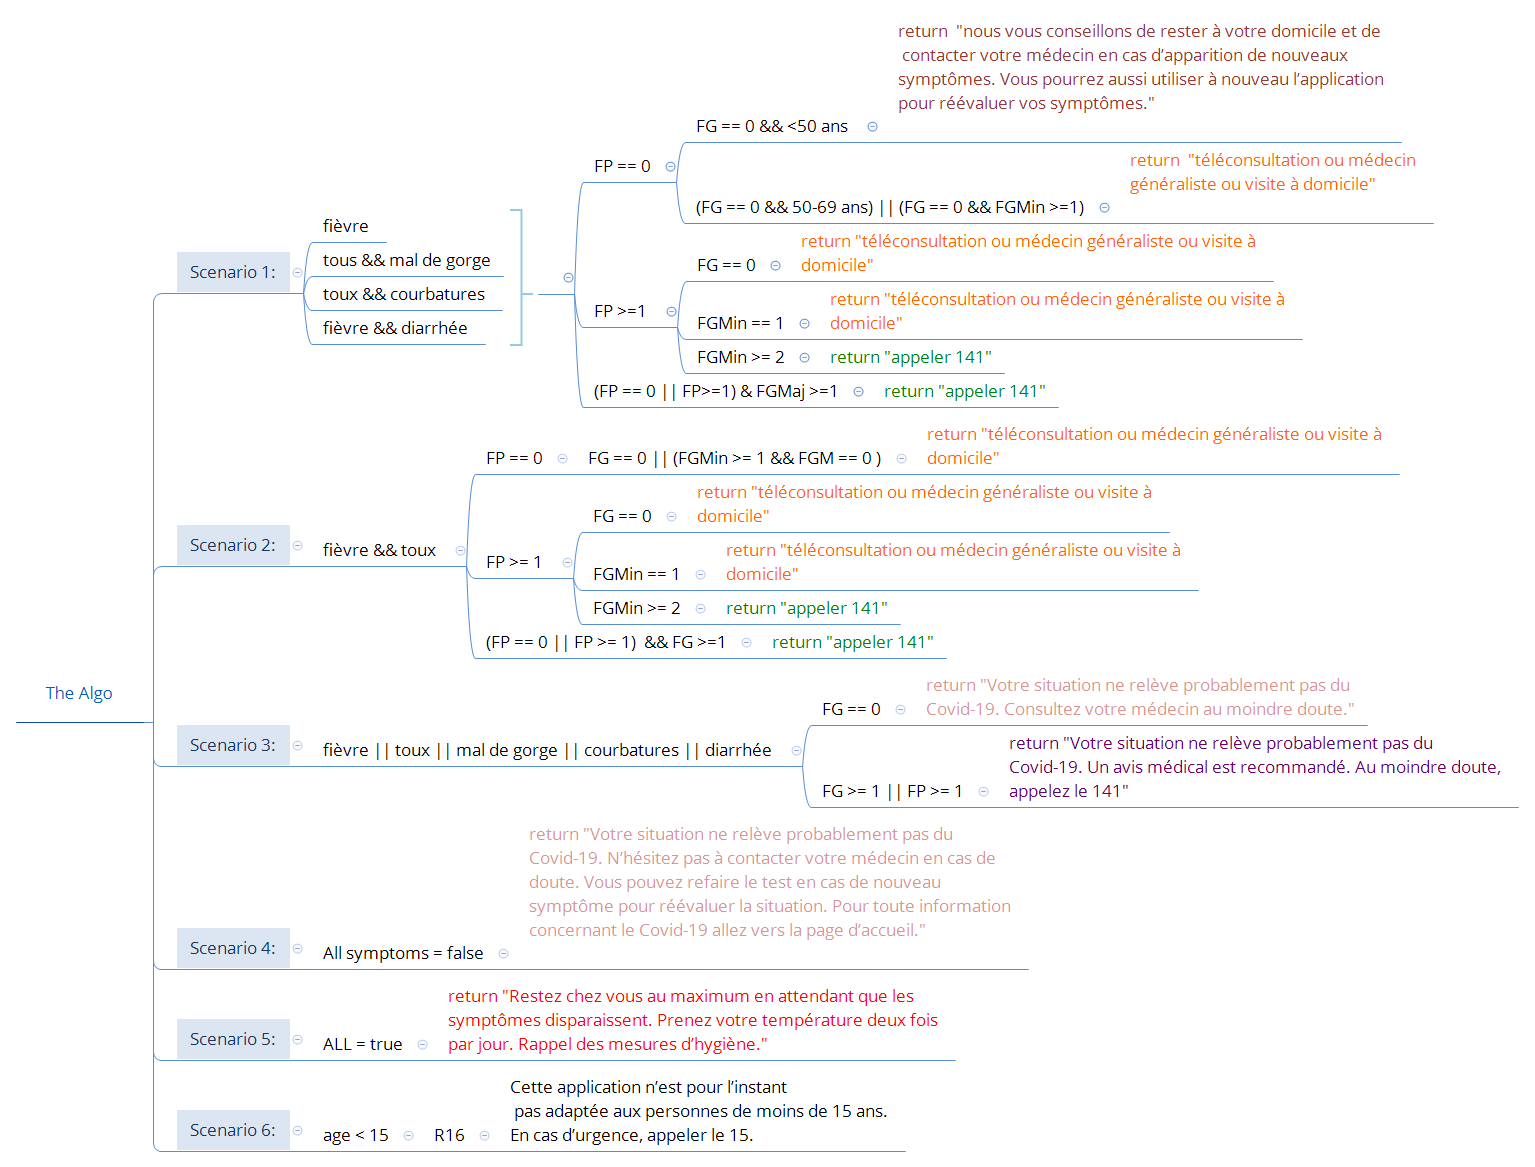 The Algo
Scenario 1:
fièvre
tous && mal de gorge
toux && courbatures
fièvre && diarrhée
FP == 0
FG == 0 && <50 ans
return  "nous vous conseillons de rester à votre domicile et de
contacter votre médecin en cas d’apparition de nouveaux
symptômes. Vous pourrez aussi utiliser à nouveau l’application
pour réévaluer vos symptômes."
(FG == 0 && 50-69 ans) || (FG == 0 && FGMin >=1)
return  "téléconsultation ou médecin
généraliste ou visite à domicile"
FP >=1
FG == 0
return "téléconsultation ou médecin généraliste ou visite à
domicile"
FGMin == 1
return "téléconsultation ou médecin généraliste ou visite à
domicile"
FGMin >= 2
return "appeler 141"
(FP == 0 || FP>=1) & FGMaj >=1
return "appeler 141"
Scenario 2:
fièvre && toux
FP == 0
FG == 0 || (FGMin >= 1 && FGM == 0 )
return "téléconsultation ou médecin généraliste ou visite à
domicile"
FP >= 1
FG == 0
return "téléconsultation ou médecin généraliste ou visite à
domicile"
FGMin == 1
return "téléconsultation ou médecin généraliste ou visite à
domicile"
FGMin >= 2
return "appeler 141"
(FP == 0 || FP >= 1)  && FG >=1
return "appeler 141"
Scenario 3:
fièvre || toux || mal de gorge || courbatures || diarrhée
FG == 0
return "Votre situation ne relève probablement pas du
Covid-19. Consultez votre médecin au moindre doute."
FG >= 1 || FP >= 1
return "Votre situation ne relève probablement pas du
Covid-19. Un avis médical est recommandé. Au moindre doute,
appelez le 141"
Scenario 4:
All symptoms = false
return "Votre situation ne relève probablement pas du
Covid-19. N’hésitez pas à contacter votre médecin en cas de
doute. Vous pouvez refaire le test en cas de nouveau
symptôme pour réévaluer la situation. Pour toute information
concernant le Covid-19 allez vers la page d’accueil."
Scenario 5:
ALL = true
return "Restez chez vous au maximum en attendant que les
symptômes disparaissent. Prenez votre température deux fois
par jour. Rappel des mesures d’hygiène."
Scenario 6:
age < 15
R16
Cette application n’est pour l’instant
pas adaptée aux personnes de moins de 15 ans.
En cas d’urgence, appeler le 15.